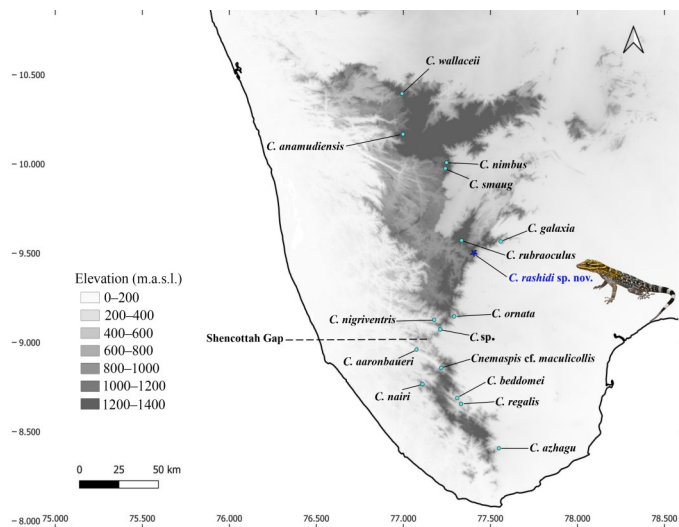 10.500
10.000
9.500
9.000
8.500
8.000
75.000
75.500
76.000
76.500
77.000
77.500
78.000
78.500
C. wallaceii
C. anamudiensis
C. nimbus
C. smaug
C. galaxia
C. rubraoculus
C. rashidi sp. nov.
C. ornata
C. nigriventris
C. sp.
Shencottah Gap
C. aaronbaueri
Cnemaspis cf. maculicollis
C. nairi
C. beddomei
C. regalis
C. azhagu
Elevation (m.a.s.l.)
0–200
200–400
400–600
600–800
800–1000
1000–1200
1200–1400
0 25 50 km